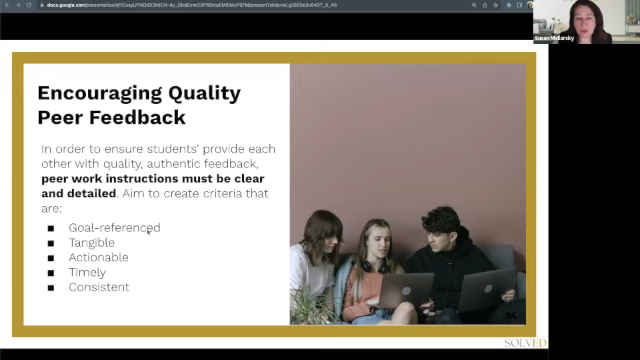 Susan Midlarsky
Encouraging Quality
Peer Feedback
In order to ensure students' provide each
other with quality, authentic feedback,
peer work instructions must be clear
and detailed. Aim to create criteria that
are:
■ Goal-referenced
■ Tangible
■ Actionable
■ Timely
■ Consistent
24
SOLVED